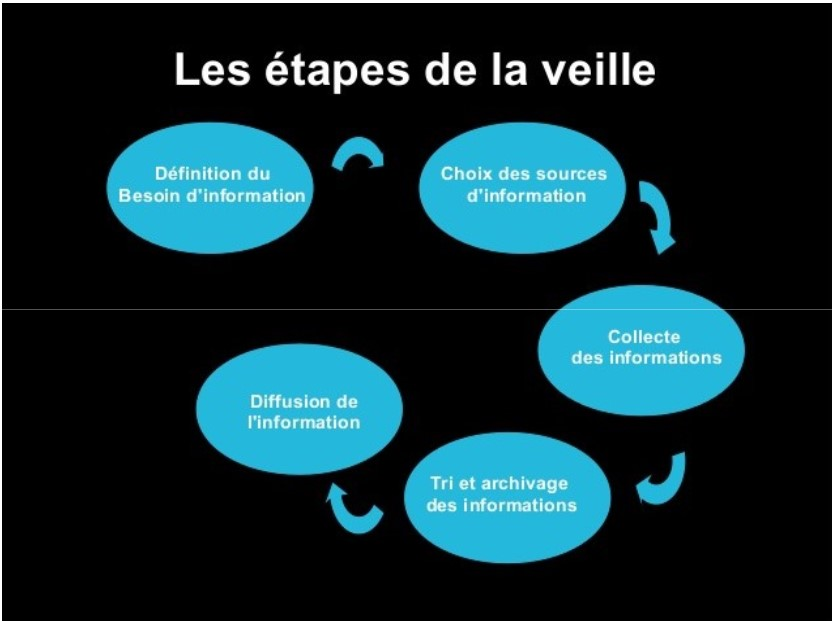 Les étapes de la veille
Définition du
Besoin d'information
Choix des sources
d'information
Collecte
des informations
Tri et archivage
des informations
Diffusion de
l'information